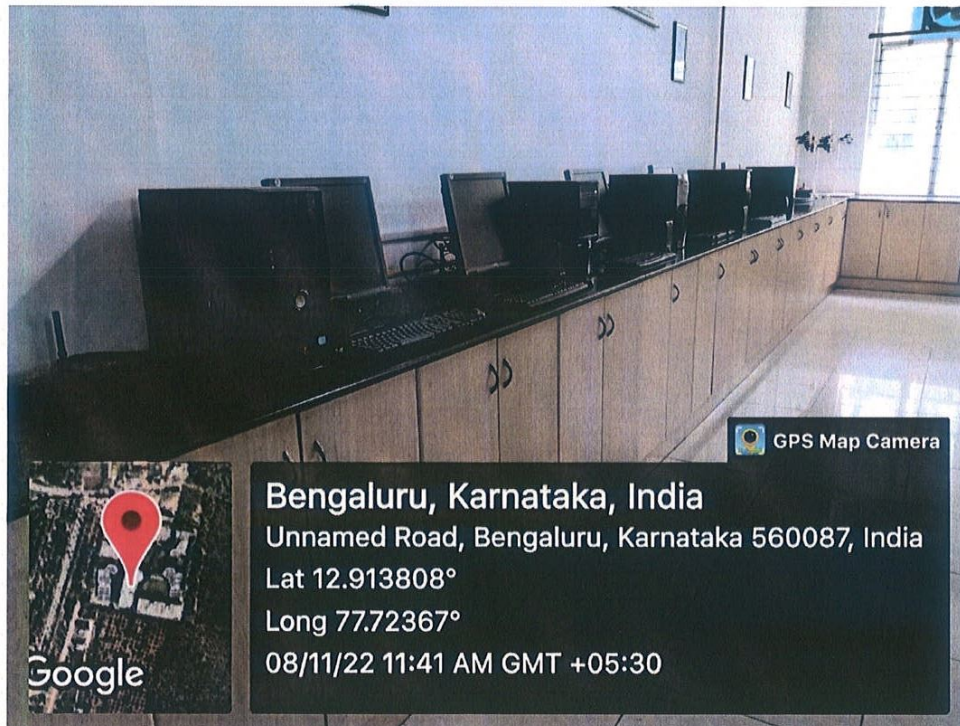 GPS Map Camera
Bengaluru, Karnataka, India
Unnamed Road, Bengaluru, Karnataka 560087, India
Lat 12.913808°
Long 77.72367°
08/11/22 11:41 AM GMT +05:30
Google